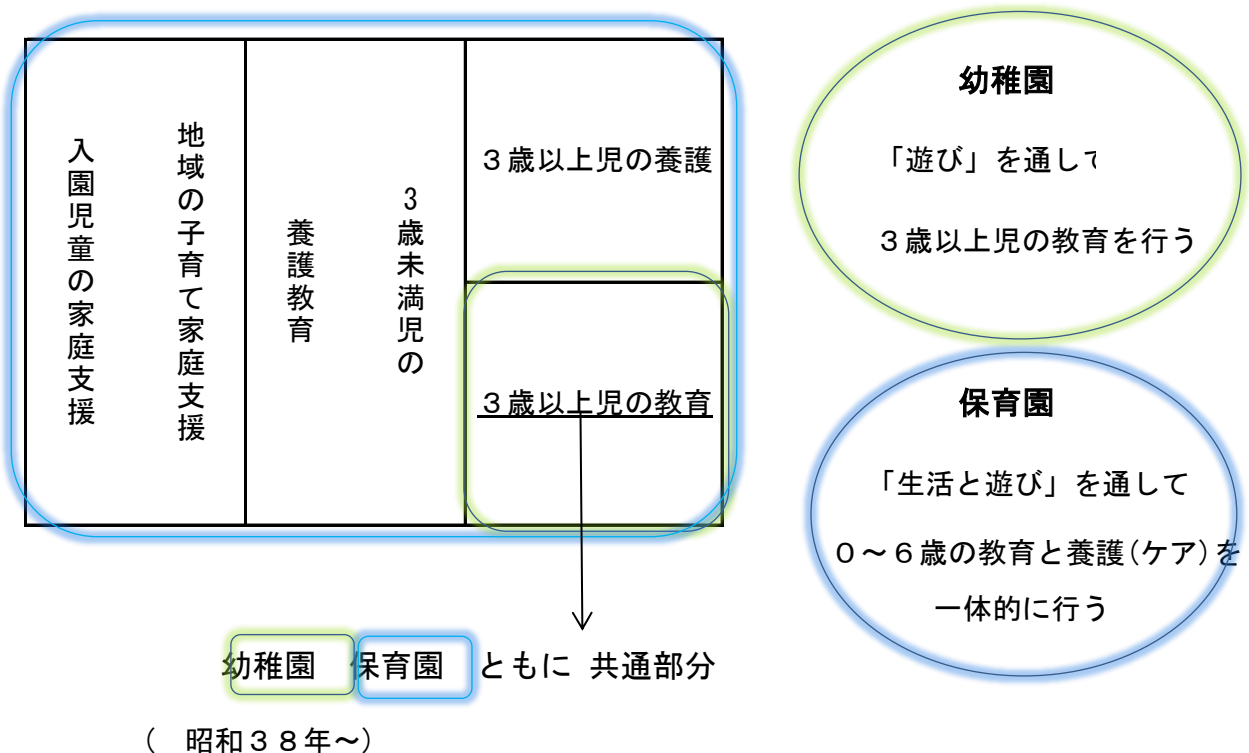 入園児童の家庭支援
地域の子育て家庭支援
養護教育
3歳未満児の
３歳以上児の養護
３歳以上児の教育
幼稚園 保育園 ともに 共通部分
( 昭和３８年～)
幼稚園
「遊び」を通して
３歳以上児の教育を行う
保育園
「生活と遊び」を通して
０～６歳の教育と養護(ケア)を
一体的に行う